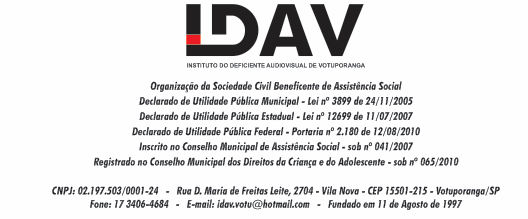 IDAV
INSTITUTO DO DEFICIENTE AUDIOVISUAL DE VOTUPORANGA
Organização da Sociedade Civil Beneficente de Assistência Social
Declarado de Utilidade Pública Municipal - Lei nº 3899 de 24/11/2005
Declarado de Utilidade Pública Estadual - Lei nº 12699 de 11/07/2007
Declarado de Utilidade Pública Federal - Portaria nº 2.180 de 12/08/2010
Inscrito no Conselho Municipal de Assistência Social - sob nº 041/2007
Registrado no Conselho Municipal dos Direitos da Criança e do Adolescente - sob nº 065/2010
CNPJ: 02.197.503/0001-24 - Rua D. Maria de Freitas Leite, 2704 - Vila Nova - CEP 15501-215 - Votuporanga/SP
Fone: 17 3406-4684 - E-mail: idav.votu@hotmail.com - Fundado em 11 de Agosto de 1997